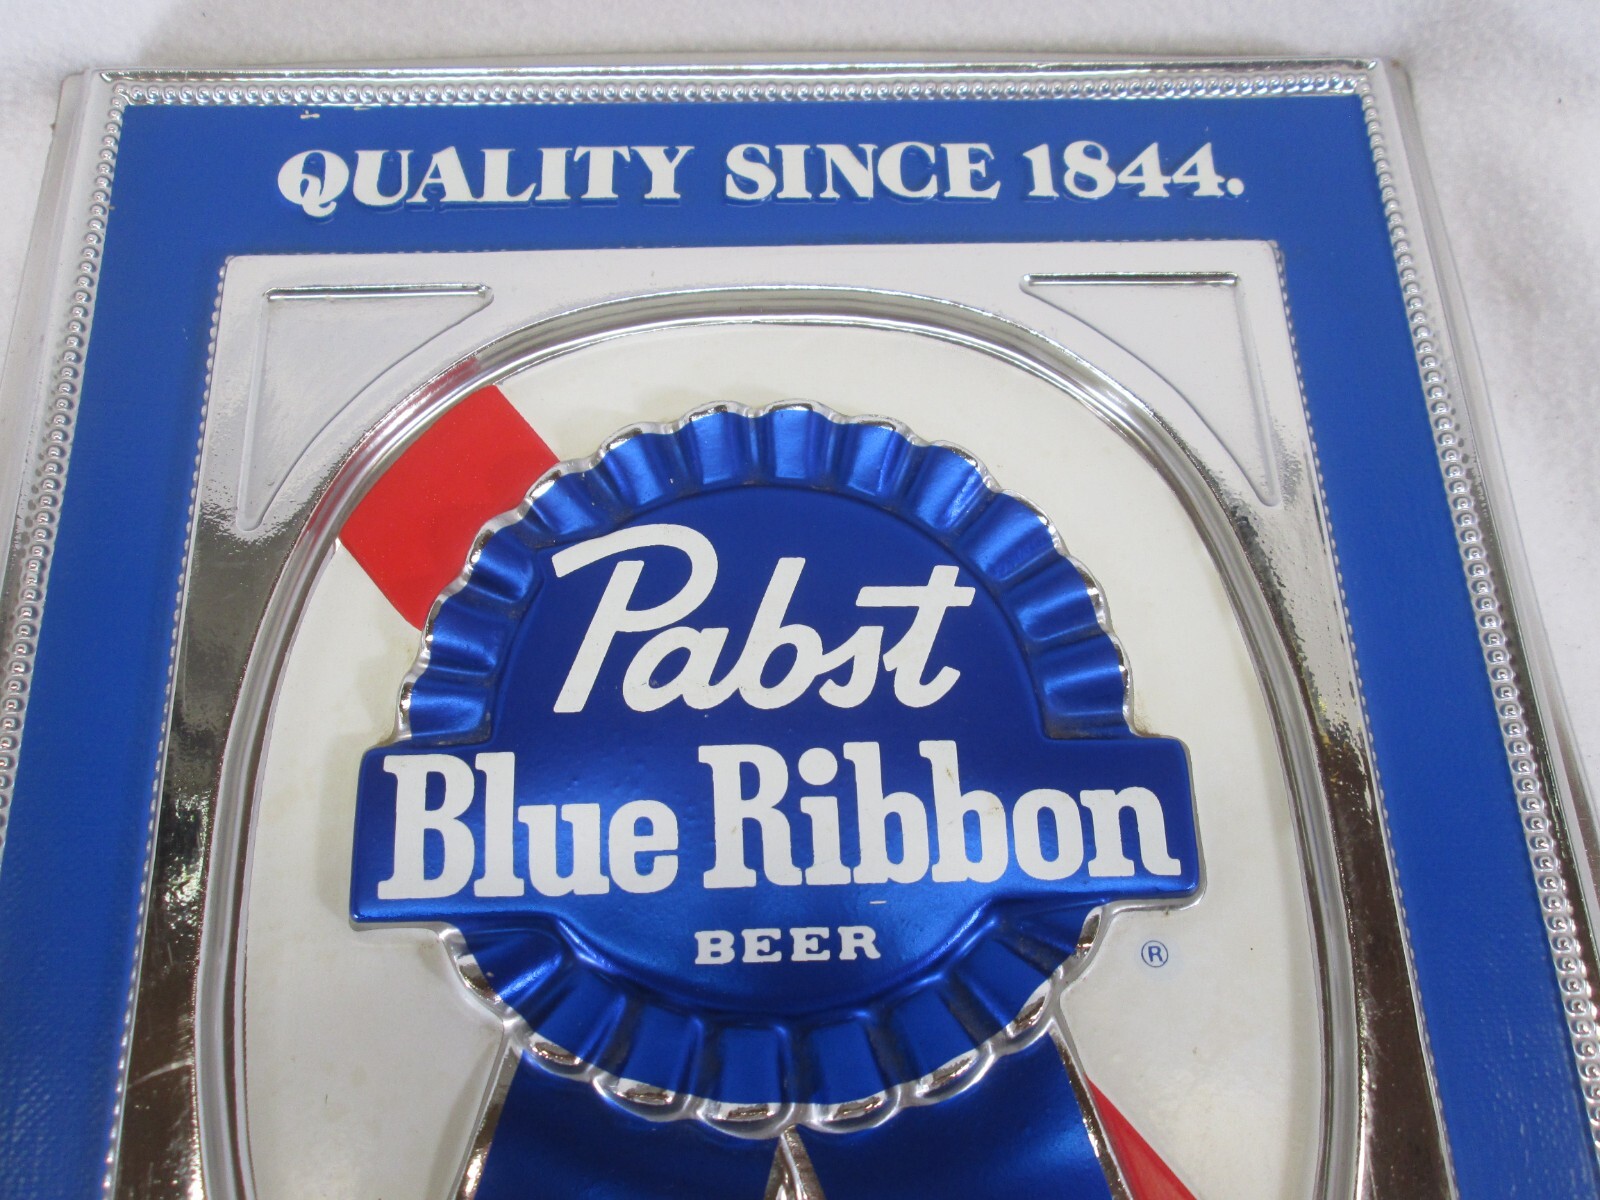 QUALITY SINCE 1844.
Pabst
Blue Ribbon
BEER
®